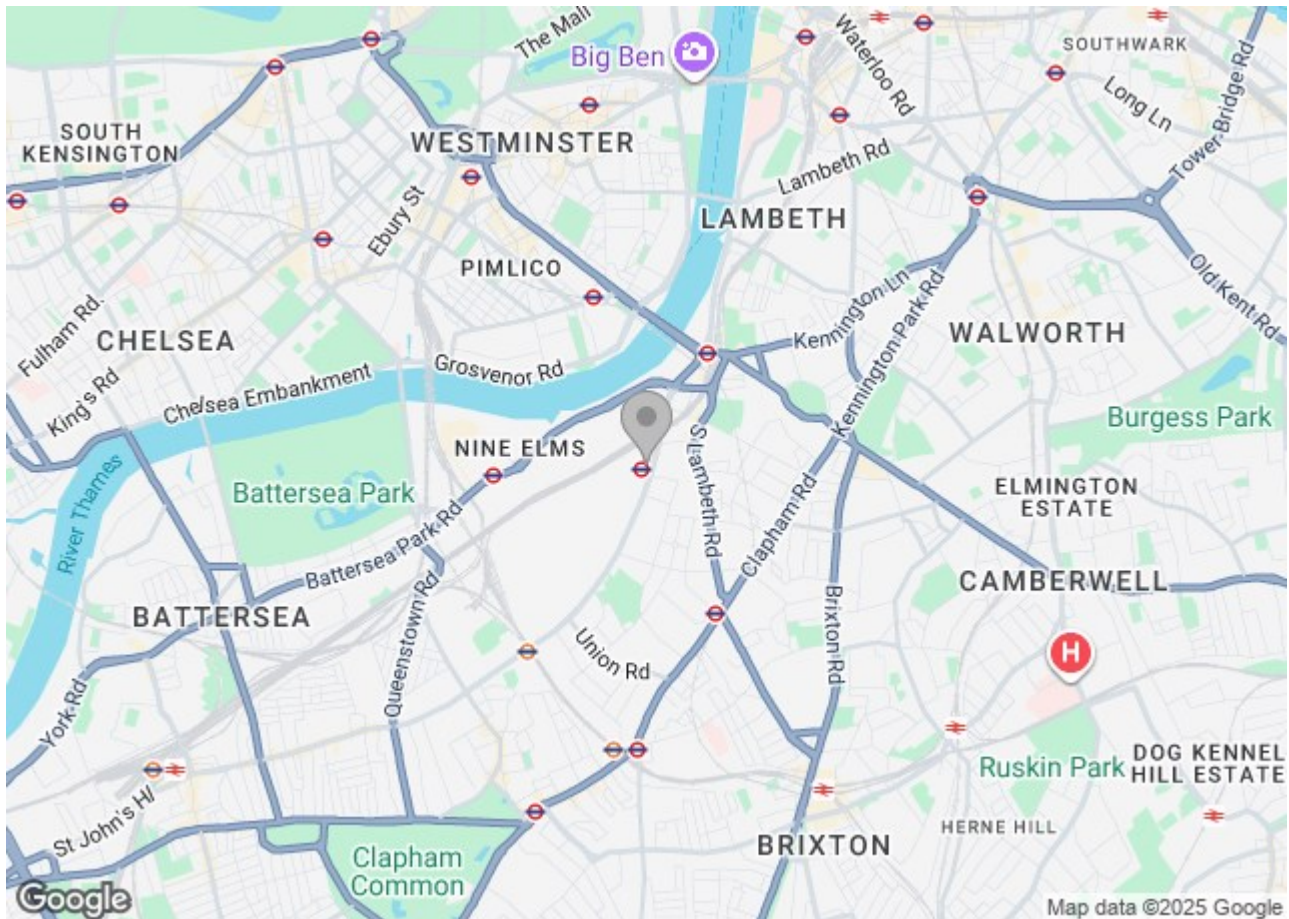 The Mall
Big Ben
Waterloo Rd
SOUTHWARK
Long Ln
Tower Bridge Rd
SOUTH
KENSINGTON
WESTMINSTER
Lambeth Rd
Ebury St
LAMBETH
PIMLICO
Kennington Ln
Old Kent Rd
Fulham Rd.
CHELSEA
WALWORTH
King's Rd
Grosvenor Rd
Chelsea Embankment
Kennington Park Rd
Burgess Park
NINE ELMS
S Lambeth Rd
Battersea Park
ELMINGTON
ESTATE
River Thames
Clapham Rd
Battersea Park Rd
CAMBERWELL
BATTERSEA
Queenstown Rd
Union Rd
Brixton Rd
H
York Rd
Ruskin Park
DOG KENNEL
HILL ESTATE
St John's Hl
HERNE HILL
BRIXTON
Clapham
Common
Google
Map data ©2025 Google